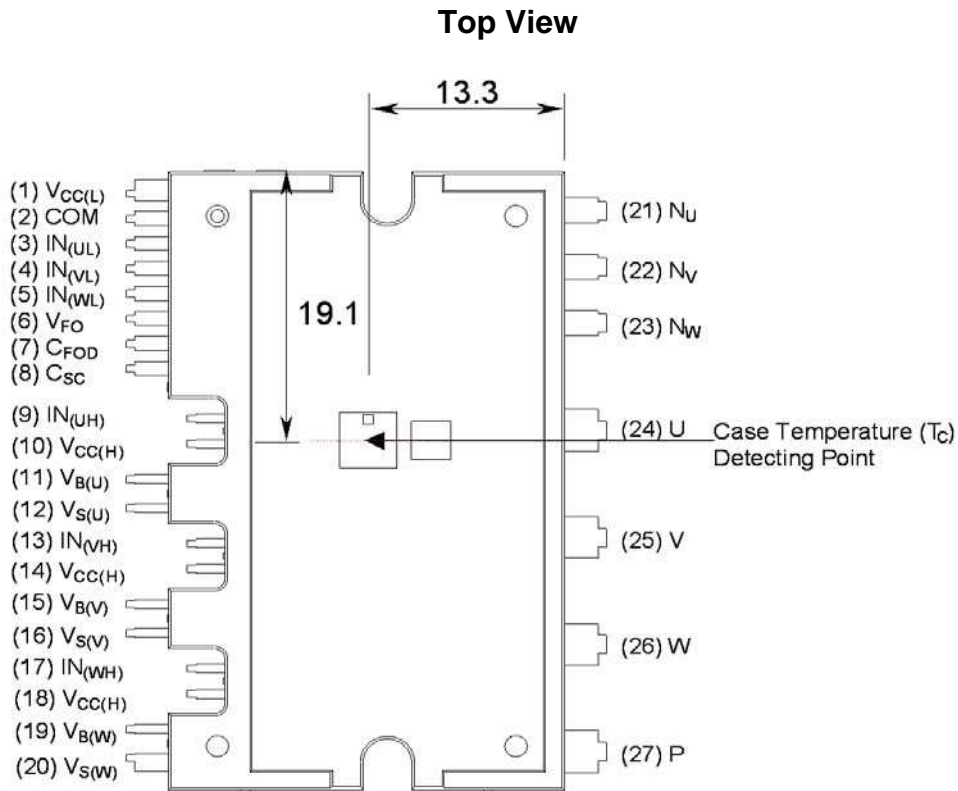 Top View
13.3
19.1
(1) VCC(L)
(2) COM
(3) IN(UL)
(4) IN(VL)
(5) IN(WL)
(6) VFO
(7) CFOD
(8) CSC
(9) IN(UH)
(10) VCC(H)
(11) VB(U)
(12) VS(U)
(13) IN(VH)
(14) VCC(H)
(15) VB(V)
(16) VS(V)
(17) IN(WH)
(18) VCC(H)
(19) VB(W)
(20) VS(W)
(21) NU
(22) NV
(23) NW
(24) U
Case Temperature (TC)
Detecting Point
(25) V
(26) W
(27) P